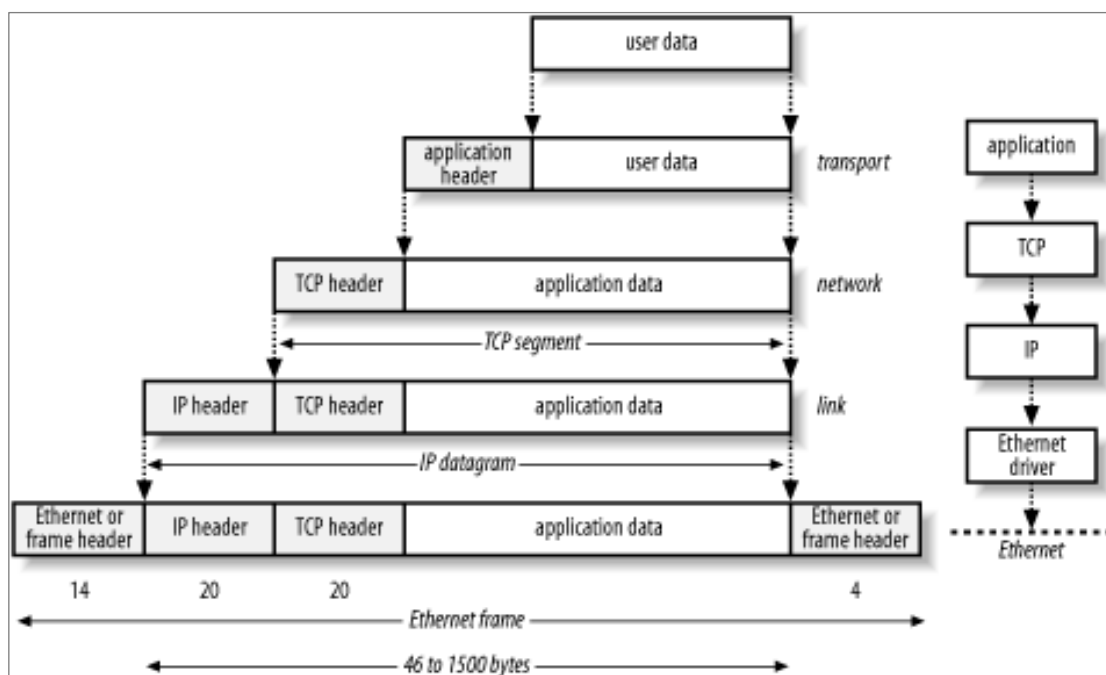 user data
application
header
user data
transport
application
TCP header
application data
network
TCP
TCP segment
IP header
TCP header
application data
link
IP
IP datagram
Ethernet
driver
Ethernet or
frame header
IP header
TCP header
application data
Ethernet or
frame header
Ethernet
14
20
20
4
Ethernet frame
46 to 1500 bytes